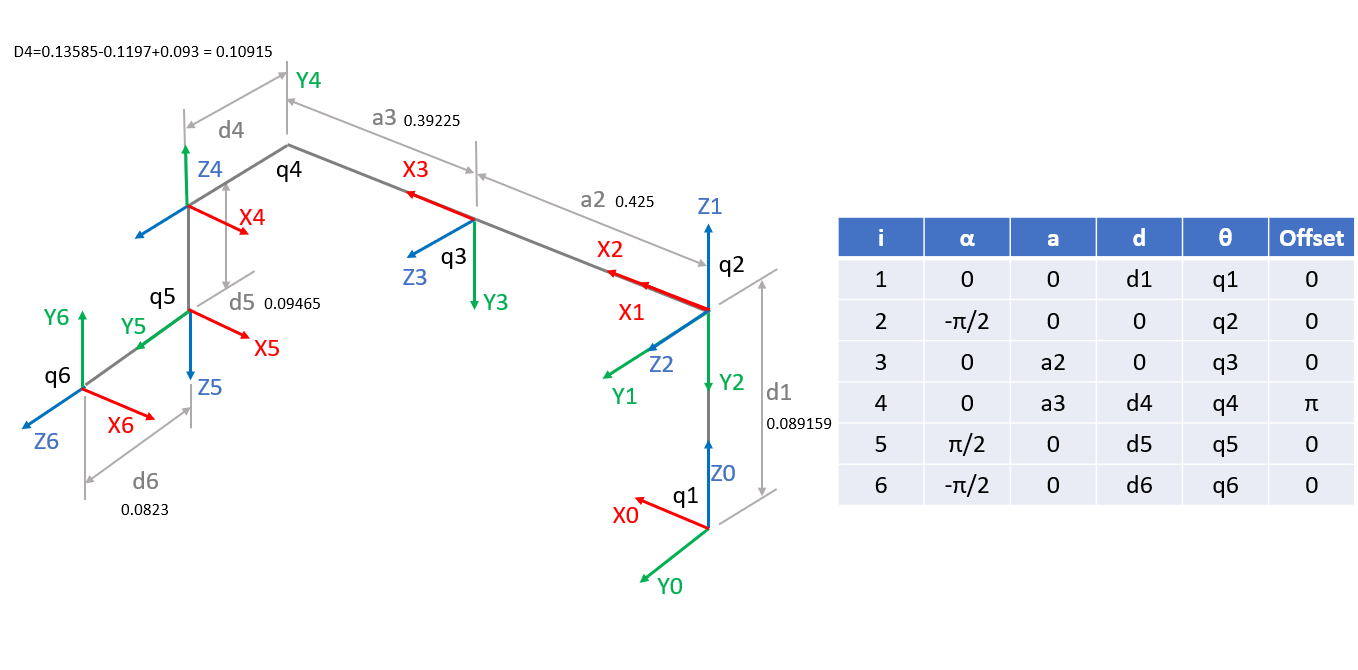 D4=0.13585-0.1197+0.093 = 0.10915
Y4
a3 0.39225
d4
Z4
q4
X3
a2 0.425
Z1
X4
X2
q2
q3
Z3
q5
d5 0.09465
Y3
X1
Y6
Y5
X5
Z2
q6
Z5
Y1
Y2
d1
0.089159
X6
Z6
d6
0.0823
Z0
q1
X0
Y0
i α a d θ Offset
1 0 0 d1 q1 0
2 -π/2 0 0 q2 0
3 0 a2 0 q3 0
4 0 a3 d4 q4 π
5 π/2 0 d5 q5 0
6 -π/2 0 d6 q6 0